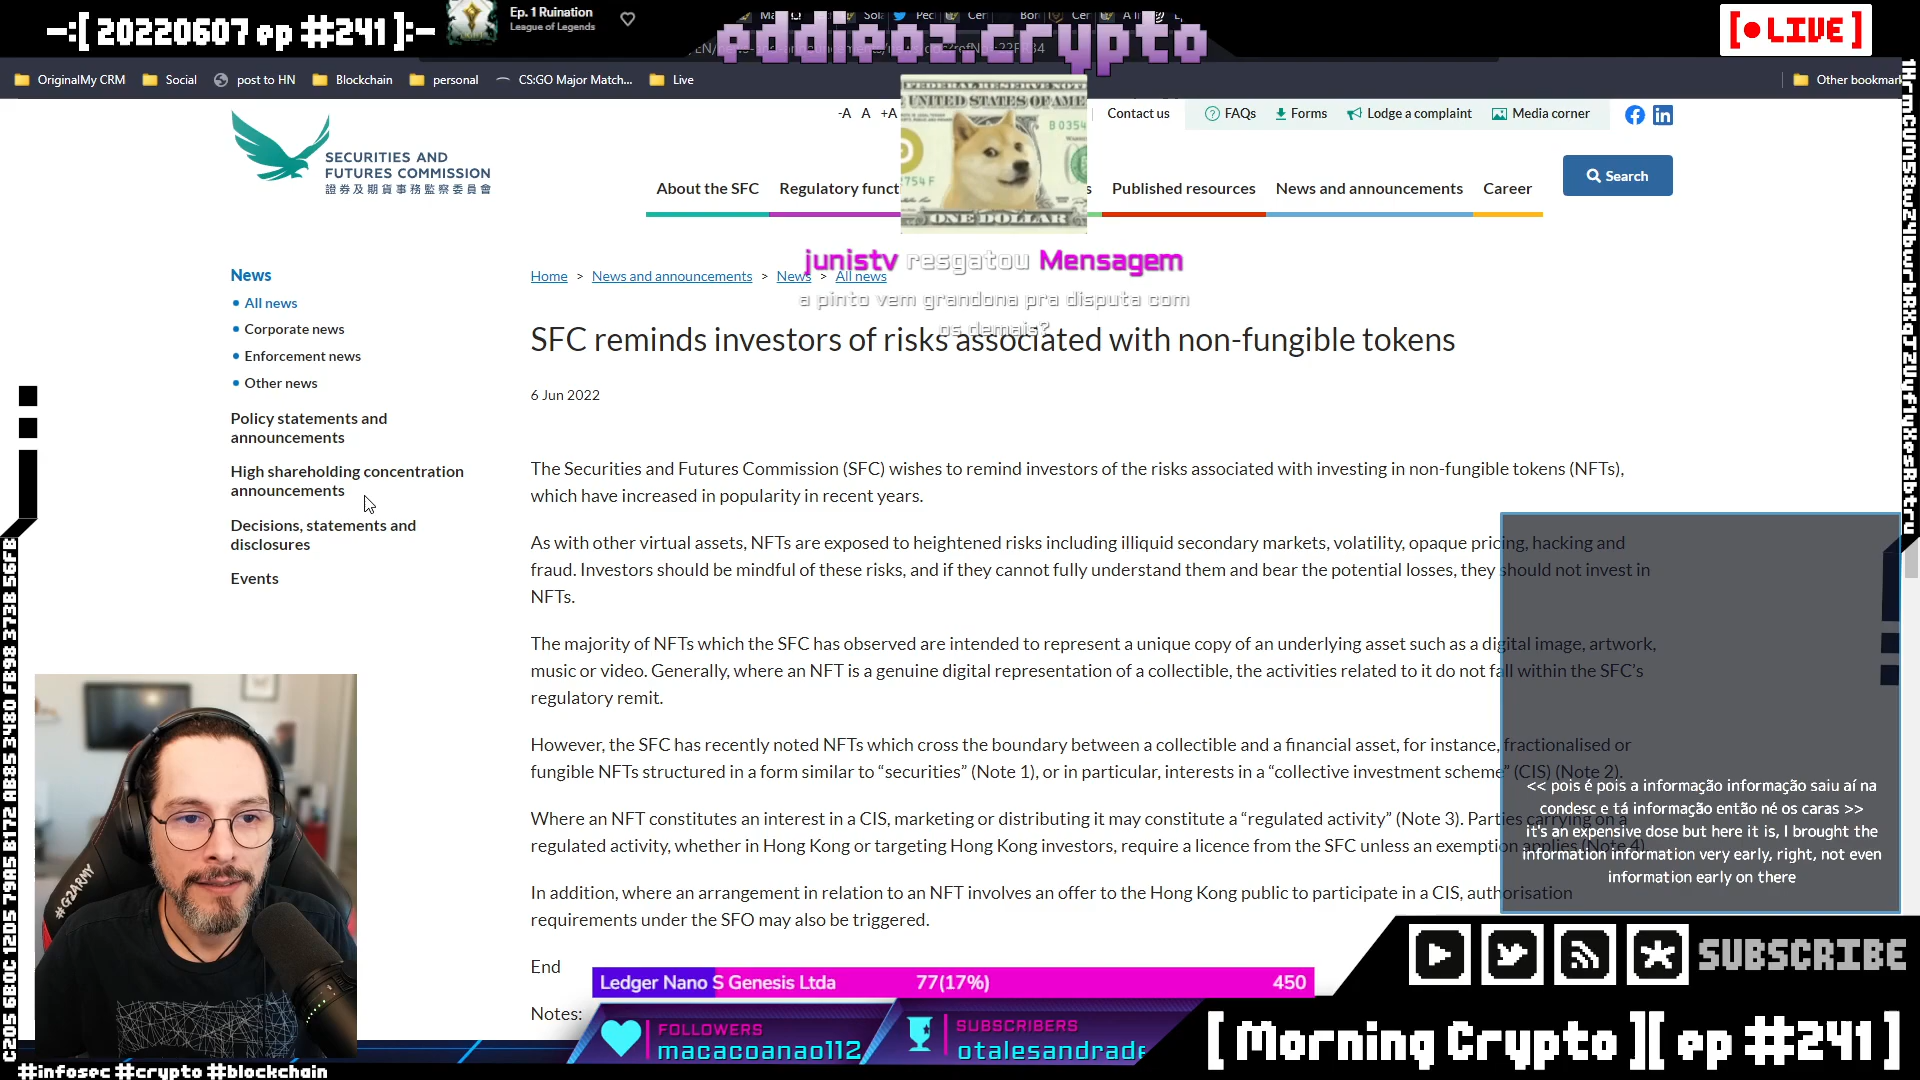 -:[ 20220607 ep #241 ]:-
Ep. 1 Ruination
League of Legends
eddieoz.crypto
[• LIVE ]
OriginalMy CRM
Social
post to HN
Blockchain
personal
CS:GO Major Match...
Live
Other bookmar
SECURITIES AND
FUTURES COMMISSION
證券及期貨事務監察委員會
-A A +A
Contact us
FAQs
Forms
Lodge a complaint
Media corner
About the SFC
Regulatory funct
Published resources
News and announcements
Career
Search
UNITED STATES OF AME
B 0354
ONE DOLLAR
junistv resgatou Mensagem
a pinto vem grandona pra disputa com
os demais?
News
All news
Corporate news
Enforcement news
Other news
Policy statements and
announcements
High shareholding concentration
announcements
Decisions, statements and
disclosures
Events
Home > News and announcements > News > All news
SFC reminds investors of risks associated with non-fungible tokens
6 Jun 2022
The Securities and Futures Commission (SFC) wishes to remind investors of the risks associated with investing in non-fungible tokens (NFTs),
which have increased in popularity in recent years.
As with other virtual assets, NFTs are exposed to heightened risks including illiquid secondary markets, volatility, opaque pricing, hacking and
fraud. Investors should be mindful of these risks, and if they cannot fully understand them and bear the potential losses, they should not invest in
NFTs.
The majority of NFTs which the SFC has observed are intended to represent a unique copy of an underlying asset such as a digital image, artwork,
music or video. Generally, where an NFT is a genuine digital representation of a collectible, the activities related to it do not fall within the SFC's
regulatory remit.
However, the SFC has recently noted NFTs which cross the boundary between a collectible and a financial asset, for instance, fractionalised or
fungible NFTs structured in a form similar to “securities” (Note 1), or in particular, interests in a “collective investment scheme” (CIS) (Note 2).
Where an NFT constitutes an interest in a CIS, marketing or distributing it may constitute a “regulated activity” (Note 3). Parties carrying on a
regulated activity, whether in Hong Kong or targeting Hong Kong investors, require a licence from the SFC unless an exemption applies (Note 4).
In addition, where an arrangement in relation to an NFT involves an offer to the Hong Kong public to participate in a CIS, authorisation
requirements under the SFO may also be triggered.
End
Notes:
<< pois é pois a informação informação saiu aí na
condesc e tá informação então né os caras >>
it's an expensive dose but here it is, I brought the
information information very early, right, not even
information early on there
#G2ARMY
Ledger Nano S Genesis Ltda 77(17%) 450
FOLLOWERS
macacoanao112
SUBSCRIBERS
otalesandrade
SUBSCRIBE
[ Morning Crypto ][ ep #241 ]
#infosec #crypto #blockchain
C205 6B0C 12D5 79A5 B172 AB85 3480 FB98 373B 56FB